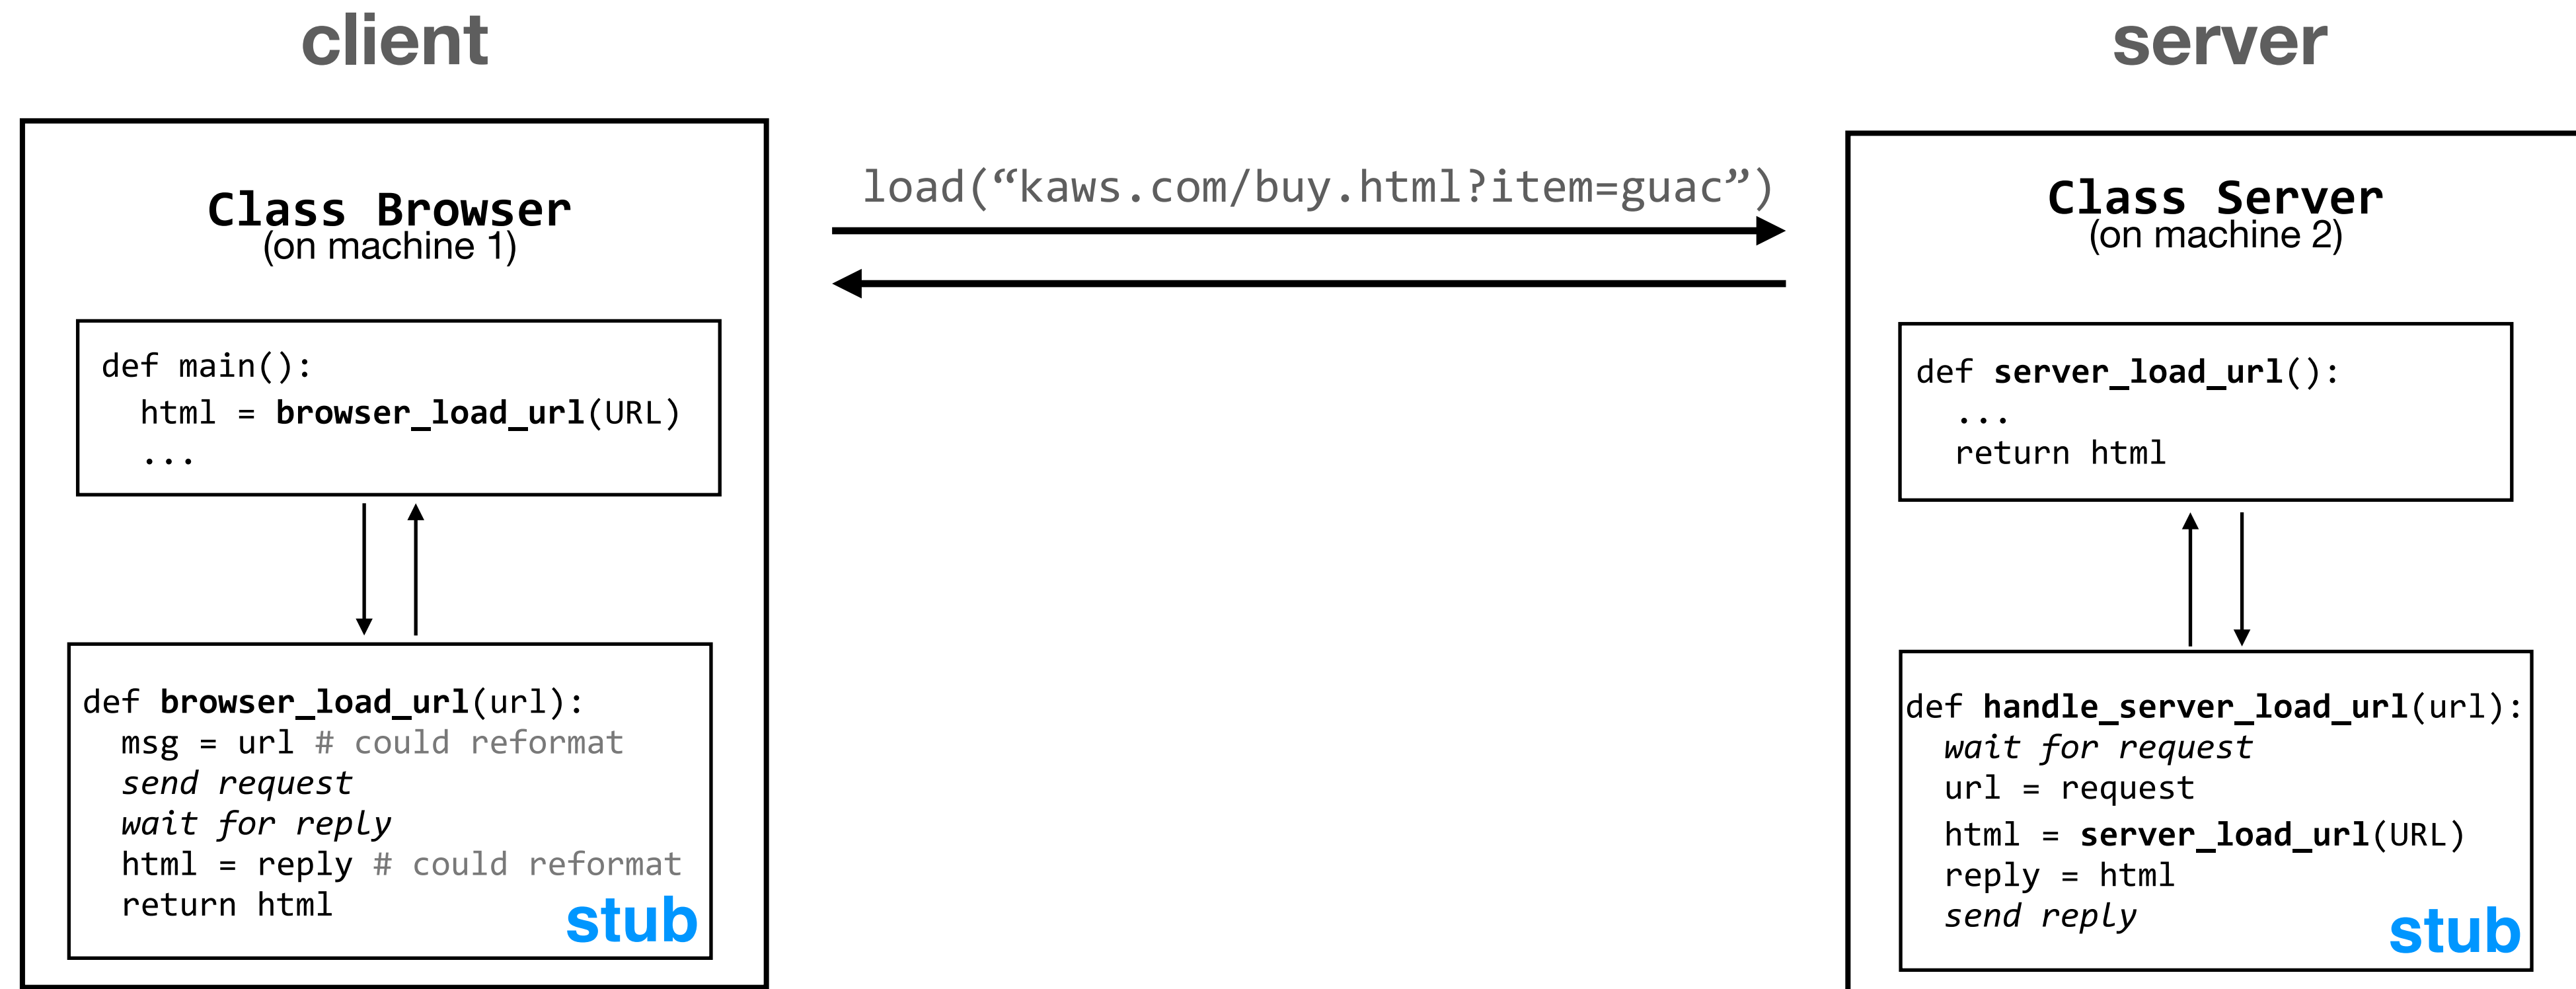 client
server
Class Browser
(on machine 1)
load(“kaws.com/buy.html?item=guac”)
Class Server
(on machine 2)
def main():
  html = browser_load_url(URL)
  ...
def server_load_url():
  ...
  return html
def browser_load_url(url):
  msg = url # could reformat
  send request
  wait for reply
  html = reply # could reformat
  return html
stub
def handle_server_load_url(url):
  wait for request
  url = request
  html = server_load_url(URL)
  reply = html
  send reply
stub